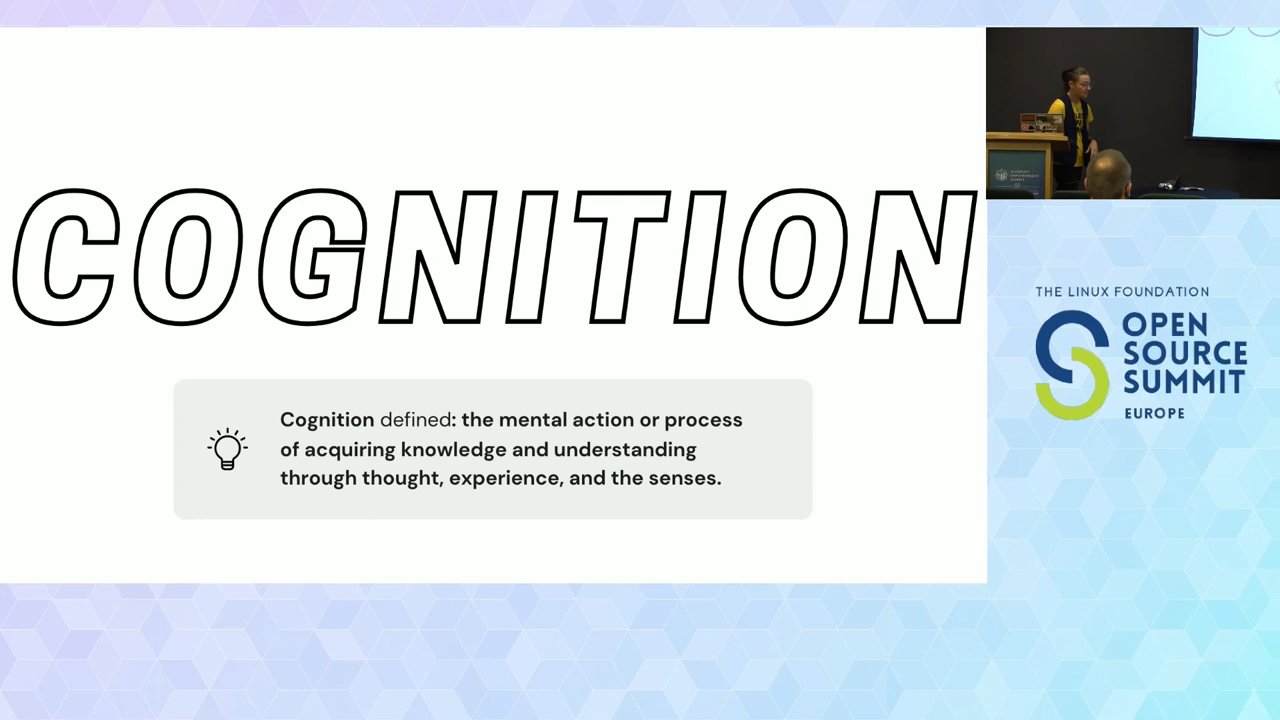 COGNITION
Cognition defined: the mental action or process
of acquiring knowledge and understanding
through thought, experience, and the senses.
THE LINUX FOUNDATION
OPEN
SOURCE
SUMMIT
EUROPE